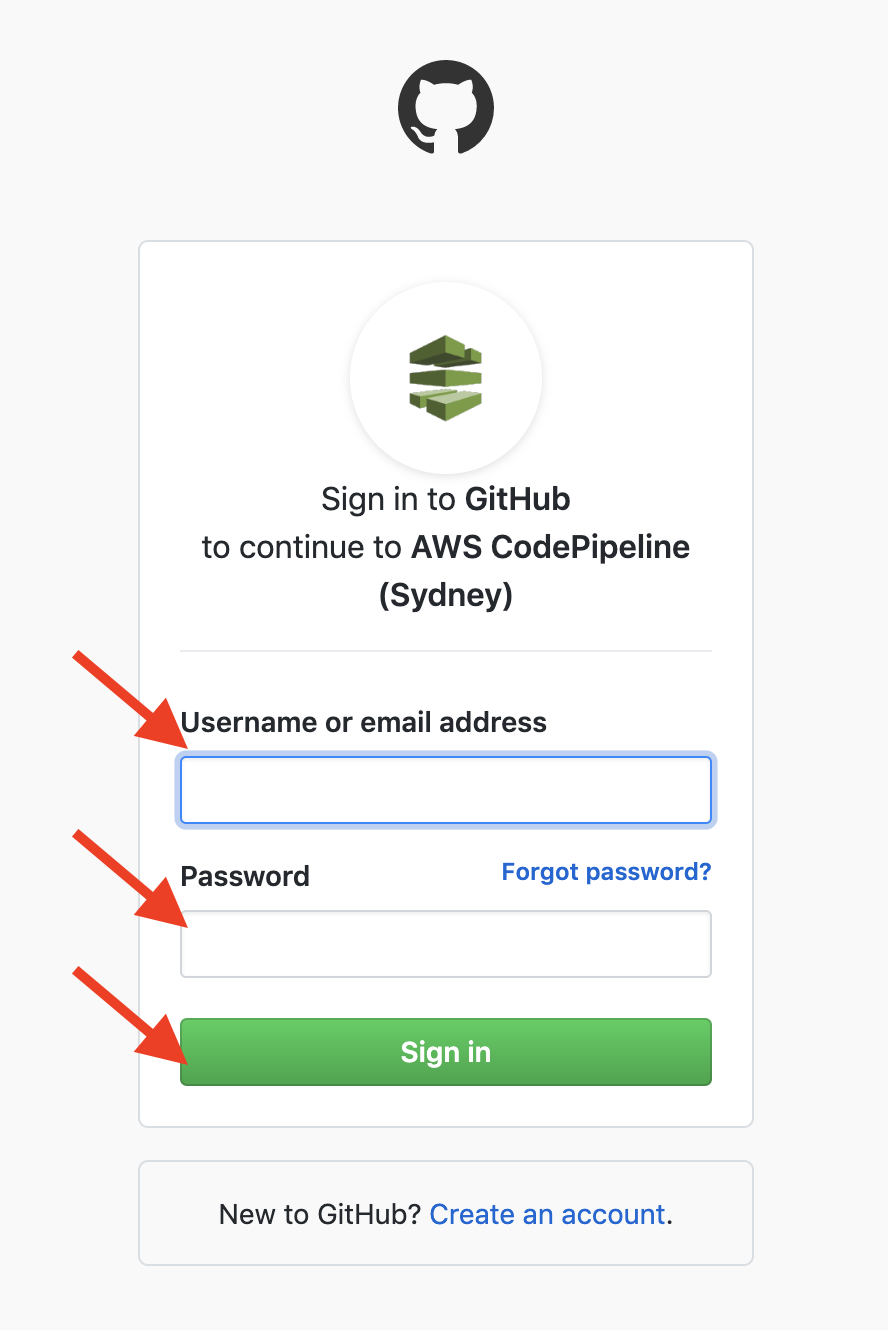 Sign in to GitHub
to continue to AWS CodePipeline
(Sydney)
Username or email address
Password
Forgot password?
Sign in
New to GitHub? Create an account.